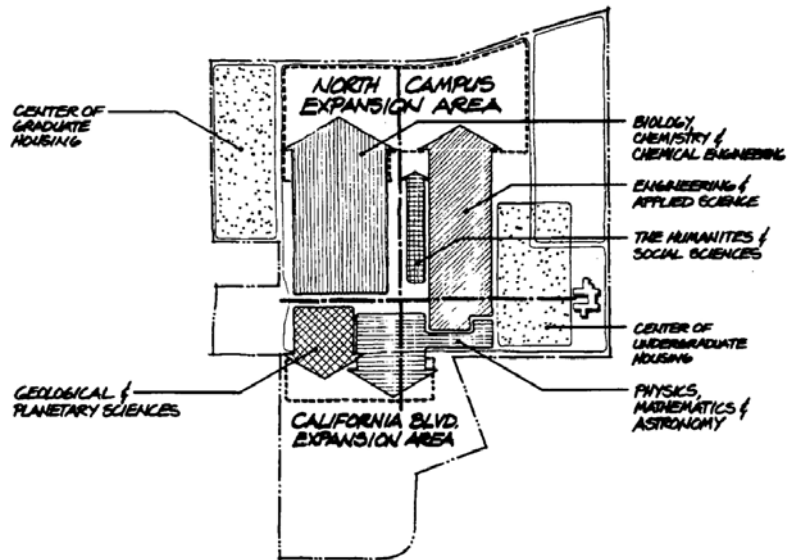 NORTH CAMPUS
EXPANSION AREA
CENTER OF
GRADUATE
HOUSING
BIOLOGY,
CHEMISTRY &
CHEMICAL ENGINEERING
ENGINEERING &
APPLIED SCIENCE
THE HUMANITES &
SOCIAL SCIENCES
CENTER OF
UNDERGRADUATE
HOUSING
GEOLOGICAL &
PLANETARY SCIENCES
PHYSICS,
MATHEMATICS &
ASTRONOMY
CALIFORNIA BLVD.
EXPANSION AREA